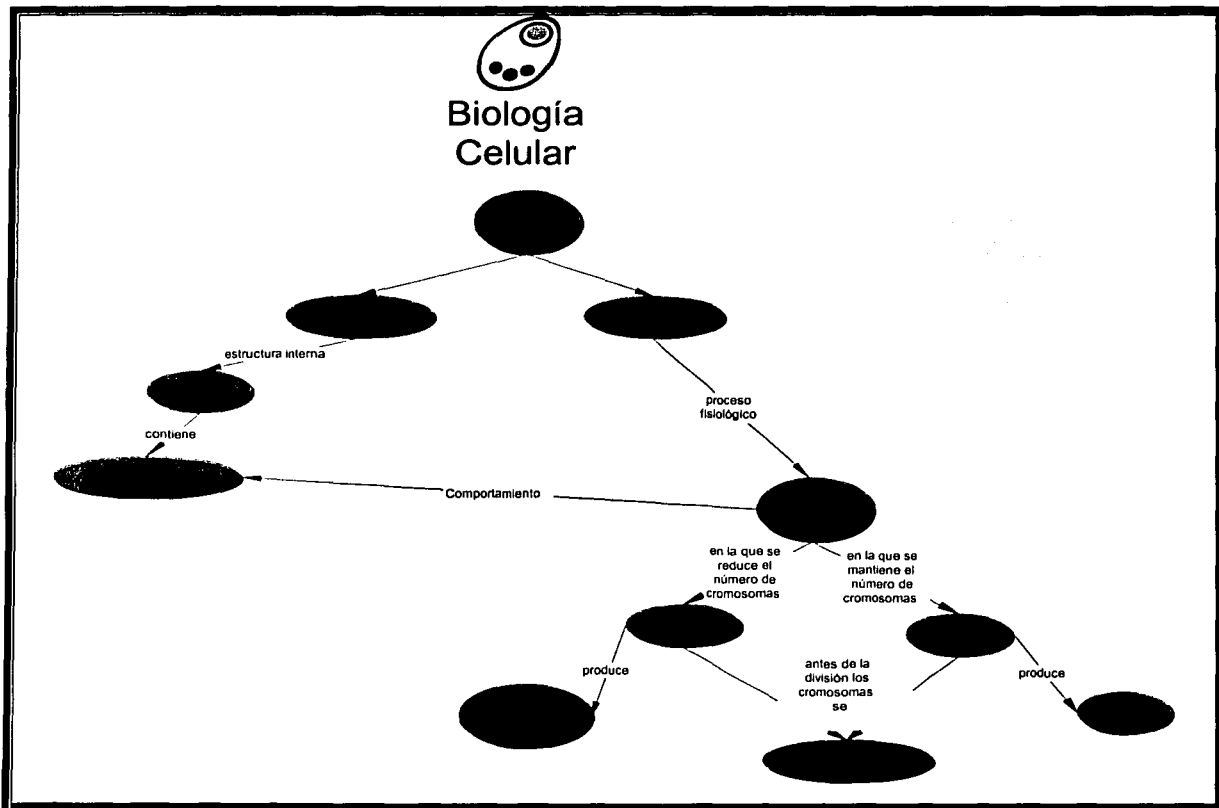 Biología
Celular
estructura interna
proceso
fisiológico
contiene
Comportamiento
en la que se
reduce el
número de
cromosomas
en la que se
mantiene el
número de
cromosomas
produce
antes de la
división los
cromosomas
se
produce